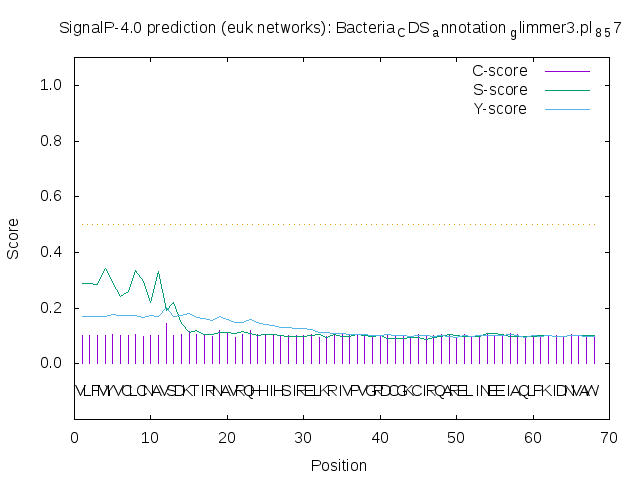 SignalP-4.0 prediction (euk networks): Bacteria_CDS_annotation_glimmer3.pl_857
C-score
S-score
Y-score
1.0
0.8
0.6
0.4
0.2
0.0
Score
VLFMYVCLCNAVSDKTIRNAVRQHHIHSIRELKRIVPVGRDCGKCIRQARELINEEIAQLFKIDNVAW
0 10 20 30 40 50 60 70
Position